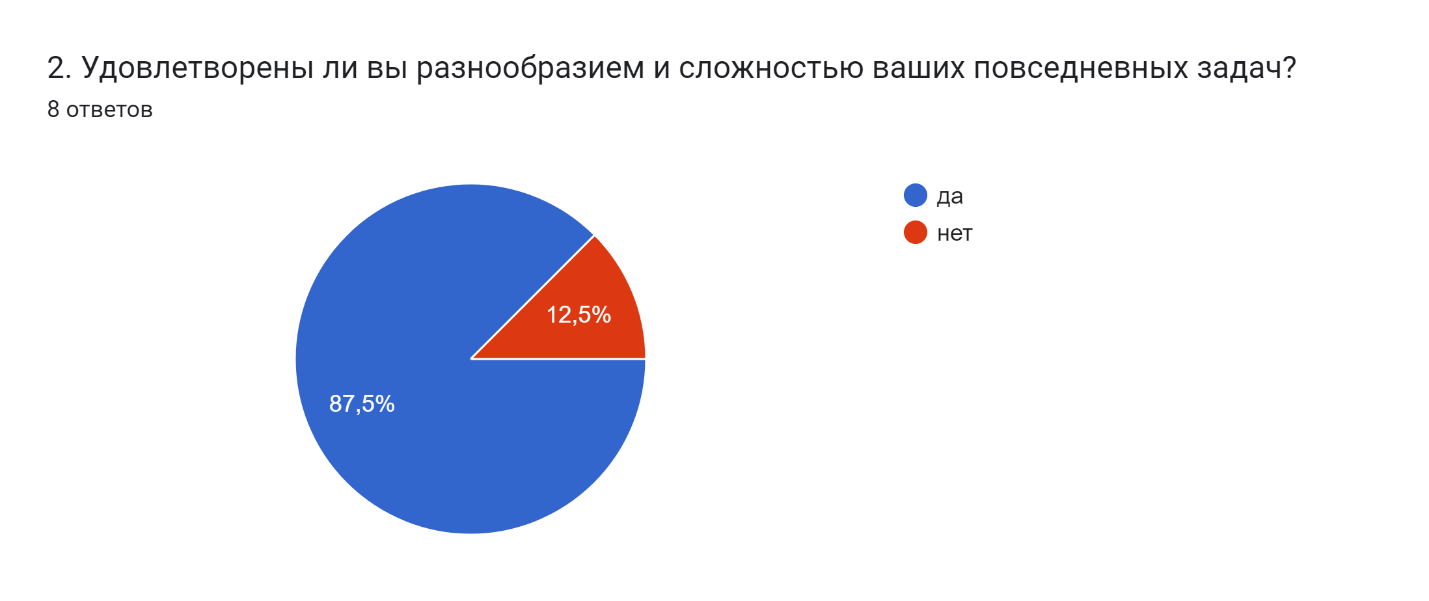 2. Удовлетворены ли вы разнообразием и сложностью ваших повседневных задач?
8 ответов
да
нет
12,5%
87,5%